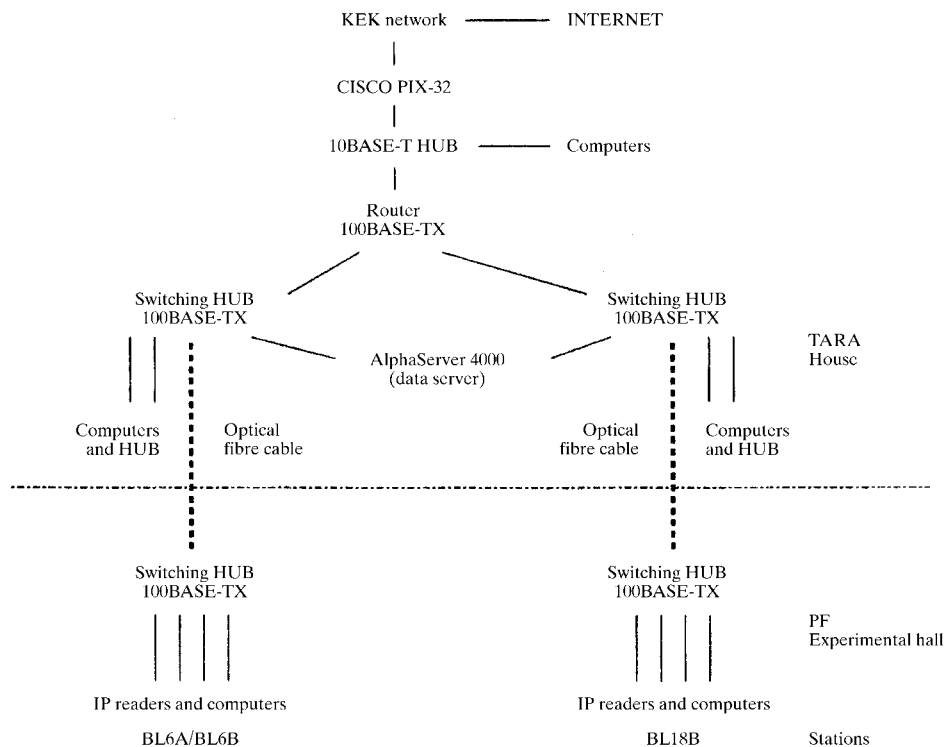 KEK network
INTERNET
CISCO PIX-32
10BASE-T HUB
Computers
Router
100BASE-TX
Switching HUB
100BASE-TX
Switching HUB
100BASE-TX
AlphaServer 4000
(data server)
TARA
House
Computers
and HUB
Optical
fibre cable
Optical
fibre cable
Computers
and HUB
Switching HUB
100BASE-TX
Switching HUB
100BASE-TX
PF
Experimental hall
IP readers and computers
IP readers and computers
BL6A/BL6B
BL18B
Stations